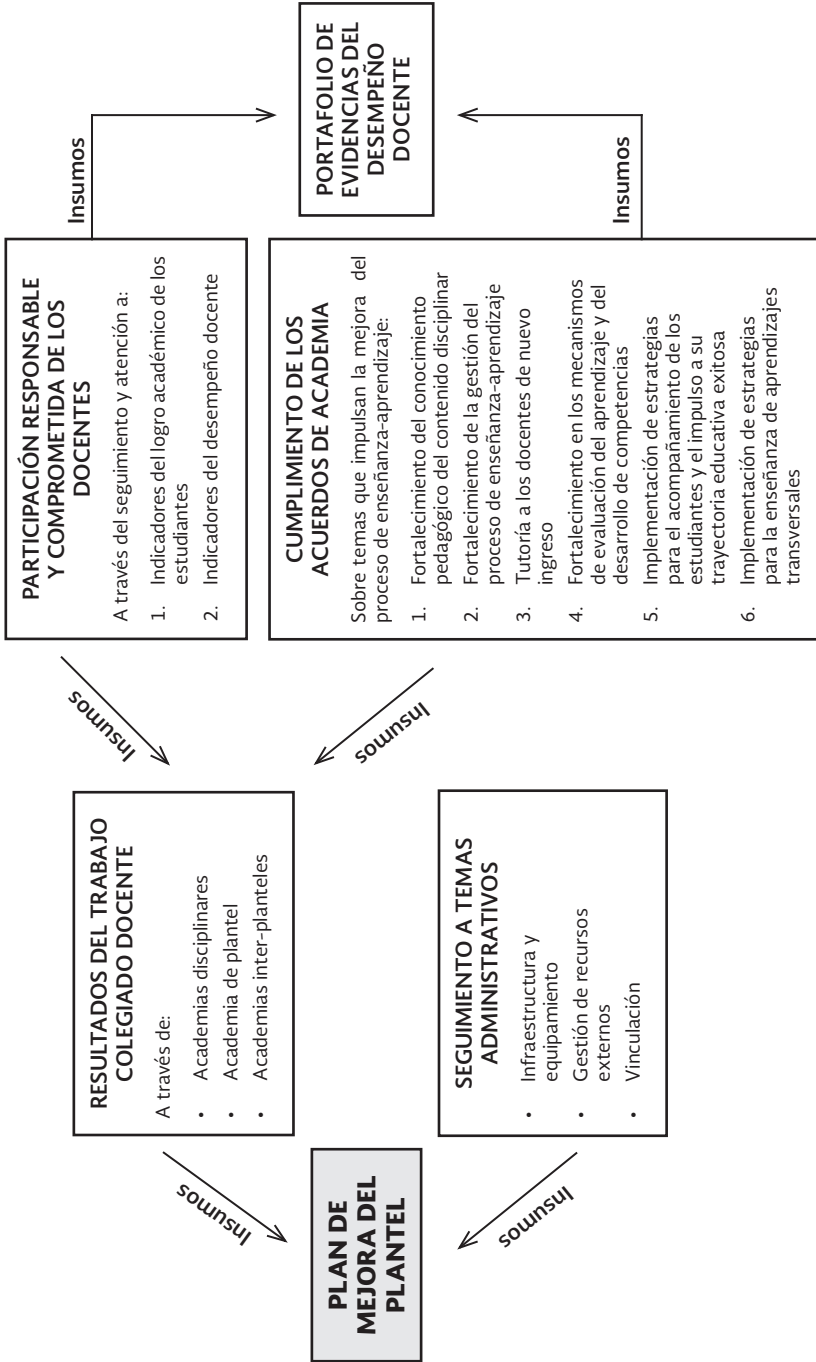 PLAN DE
MEJORA DEL
PLANTEL
Insumos
Insumos
RESULTADOS DEL TRABAJO
COLEGIADO DOCENTE
A través de:
• Academias disciplinares
• Academia de plantel
• Academias inter-planteles
SEGUIMIENTO A TEMAS
ADMINISTRATIVOS
• Infraestructura y
equipamiento
• Gestión de recursos
externos
• Vinculación
Insumos
Insumos
PARTICIPACIÓN RESPONSABLE
Y COMPROMETIDA DE LOS
DOCENTES
A través del seguimiento y atención a:
1. Indicadores del logro académico de los
estudiantes
2. Indicadores del desempeño docente
CUMPLIMIENTO DE LOS
ACUERDOS DE ACADEMIA
Sobre temas que impulsan la mejora del
proceso de enseñanza-aprendizaje:
1. Fortalecimiento del conocimiento
pedagógico del contenido disciplinar
2. Fortalecimiento de la gestión del
proceso de enseñanza-aprendizaje
3. Tutoría a los docentes de nuevo
ingreso
4. Fortalecimiento en los mecanismos
de evaluación del aprendizaje y del
desarrollo de competencias
5. Implementación de estrategias
para el acompañamiento de los
estudiantes y el impulso a su
trayectoria educativa exitosa
6. Implementación de estrategias
para la enseñanza de aprendizajes
transversales
Insumos
Insumos
PORTAFOLIO DE
EVIDENCIAS DEL
DESEMPEÑO
DOCENTE